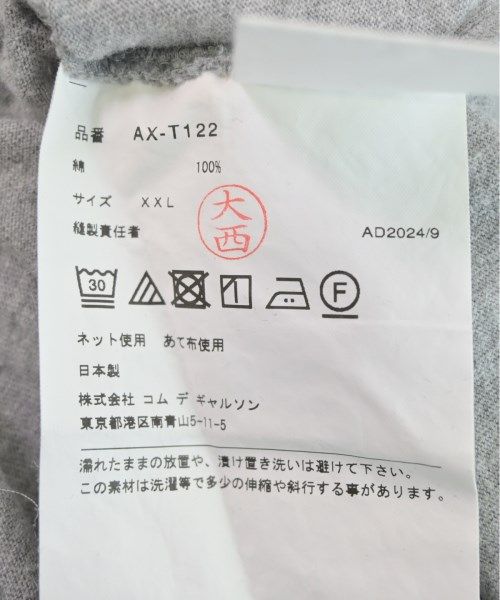 品番 AX-T122
綿 100%
サイズ XXL
縫製責任者 大西 AD2024/9
30 F
ネット使用 あて布使用
日本製
株式会社 コム デ ギャルソン
東京都港区南青山5-11-5
濡れたままの放置や、漬け置き洗いは避けて下さい。
この素材は洗濯等で多少の伸縮や斜行する事があります。